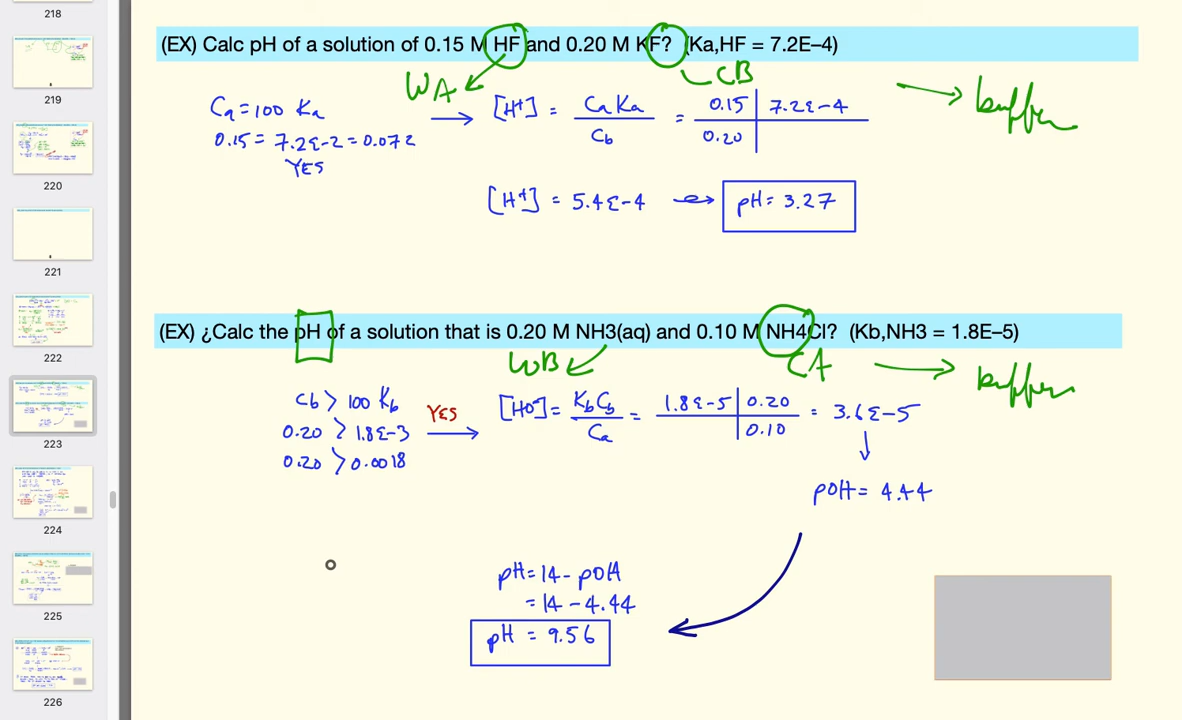 218
219
220
221
222
223
224
225
226
(EX) Calc pH of a solution of 0.15 M HF and 0.20 M KF? (Ka,HF = 7.2E–4)
WA
CB
buffer
Ca = 100 Ka
0.15 = 7.2E-2 = 0.072
YES
[H+] = Ca Ka / Cb = 0.15 | 7.2E-4 / 0.20
[H+] = 5.4E-4
pH = 3.27
(EX) ¿Calc the pH of a solution that is 0.20 M NH3(aq) and 0.10 M NH4Cl? (Kb,NH3 = 1.8E–5)
WB
CA
buffer
Cb > 100 Kb
0.20 > 1.8E-3
0.20 > 0.0018
YES
[HO-] = Kb Cb / Ca = 1.8E-5 | 0.20 / 0.10 = 3.6E-5
pOH = 4.44
pH = 14 - pOH
= 14 - 4.44
pH = 9.56